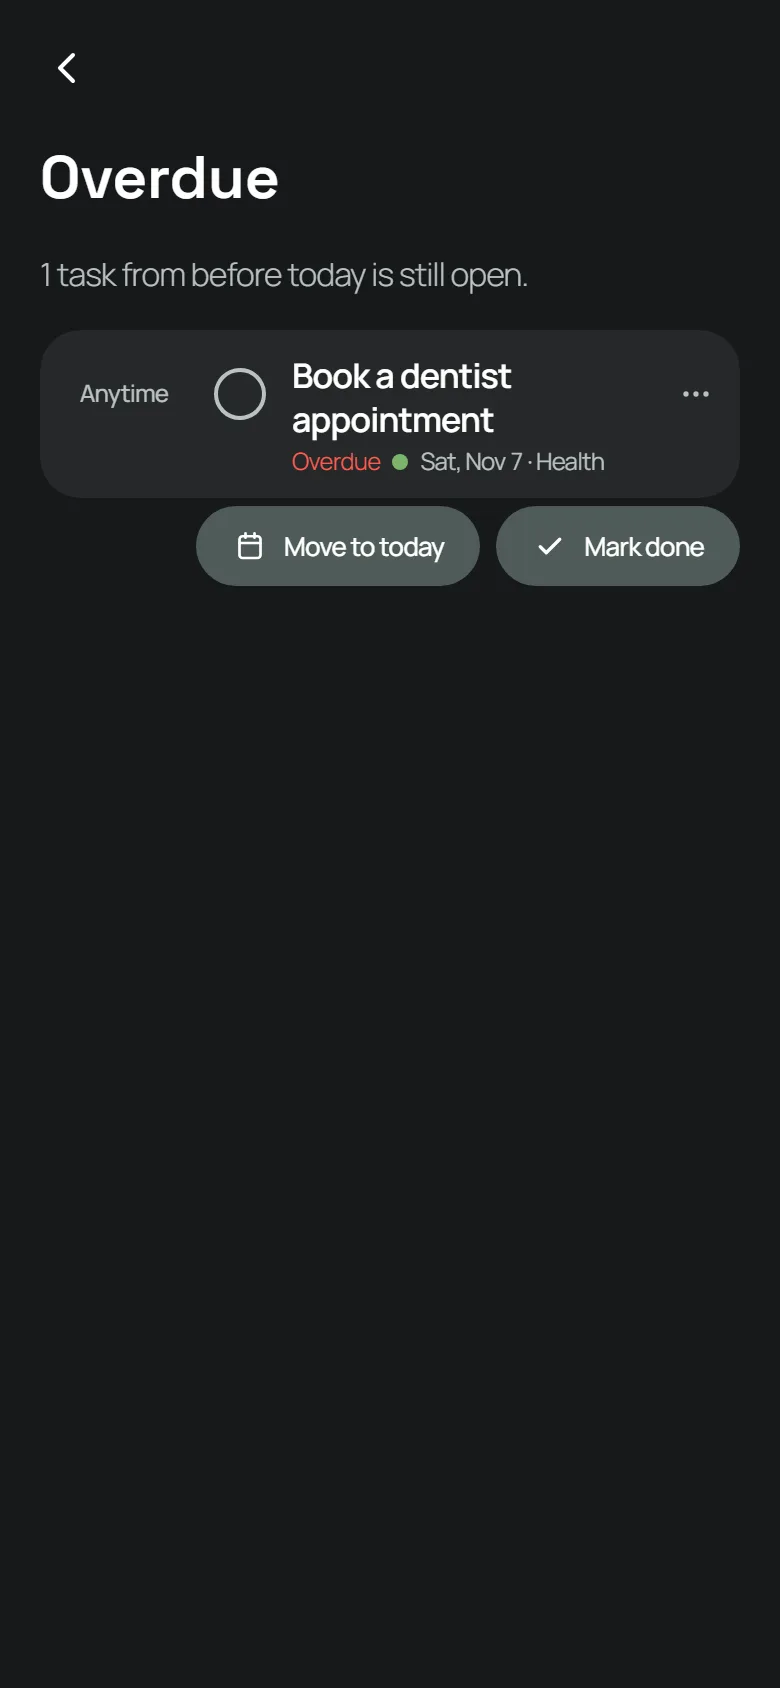 Overdue
1 task from before today is still open.
Anytime
Book a dentist
appointment
Overdue Sat, Nov 7 · Health
Move to today
Mark done